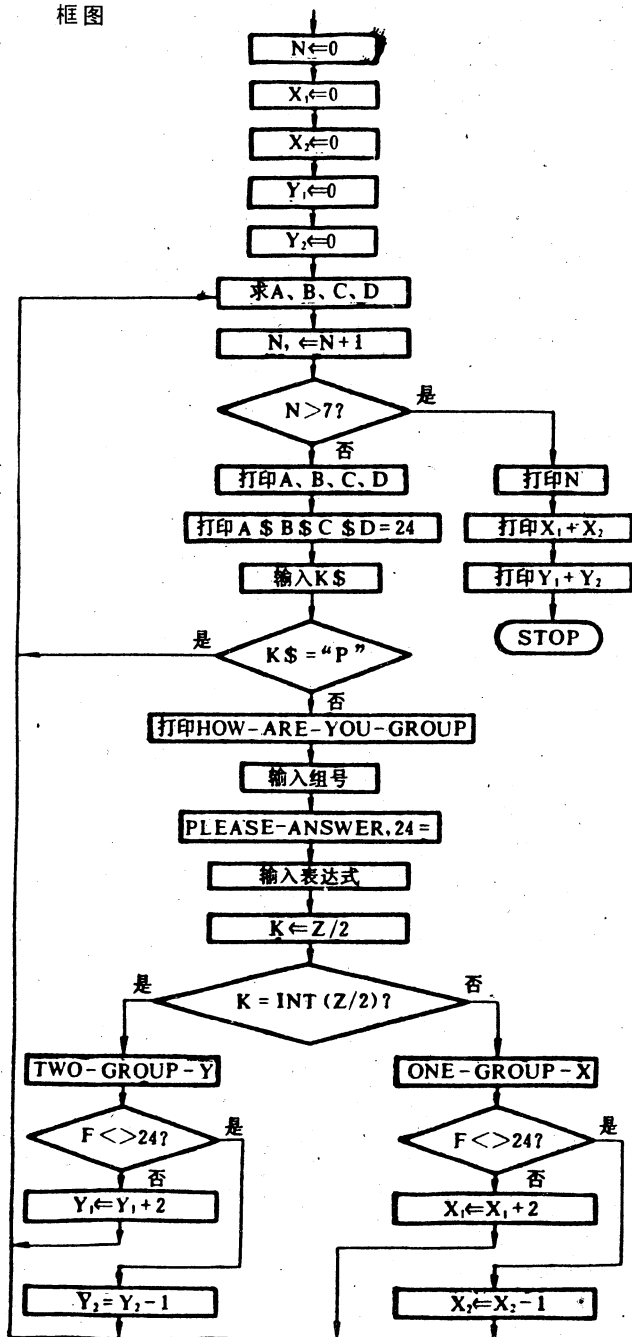 框图
N⇐0
X₁⇐0
X₂⇐0
Y₁⇐0
Y₂⇐0
求A、B、C、D
N,⇐N+1
N>7?
是
否
打印A、B、C、D
打印N
打印A$B$C$D=24
打印X₁+X₂
输入K$
打印Y₁+Y₂
是
K$="P"
STOP
否
打印HOW-ARE-YOU-GROUP
输入组号
PLEASE-ANSWER,24=
输入表达式
K⇐Z/2
是
K=INT(Z/2)?
否
TWO-GROUP-Y
ONE-GROUP-X
F<>24?
是
F<>24?
是
否
否
Y₁⇐Y₁+2
X₁⇐X₁+2
Y₂=Y₂-1
X₂⇐X₂-1